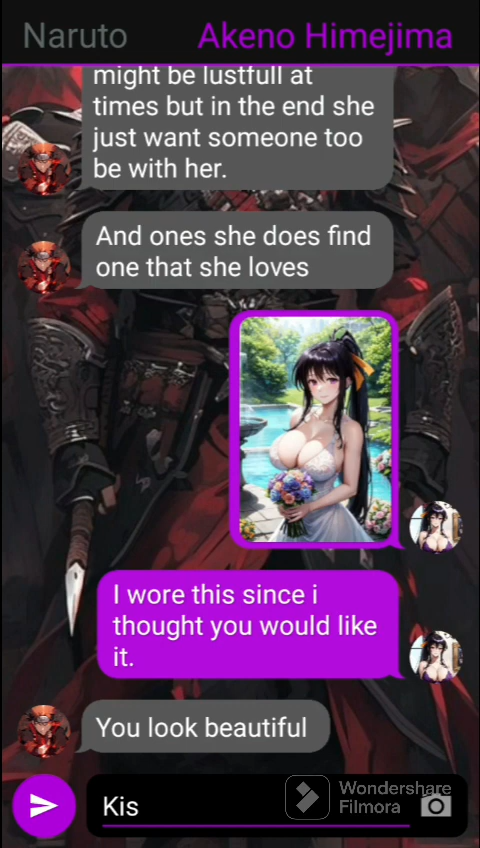 Naruto Akeno Himejima
might be lustfull at
times but in the end she
just want someone too
be with her.
And ones she does find
one that she loves
I wore this since i
thought you would like
it.
You look beautiful
Kis
Wondershare
Filmora